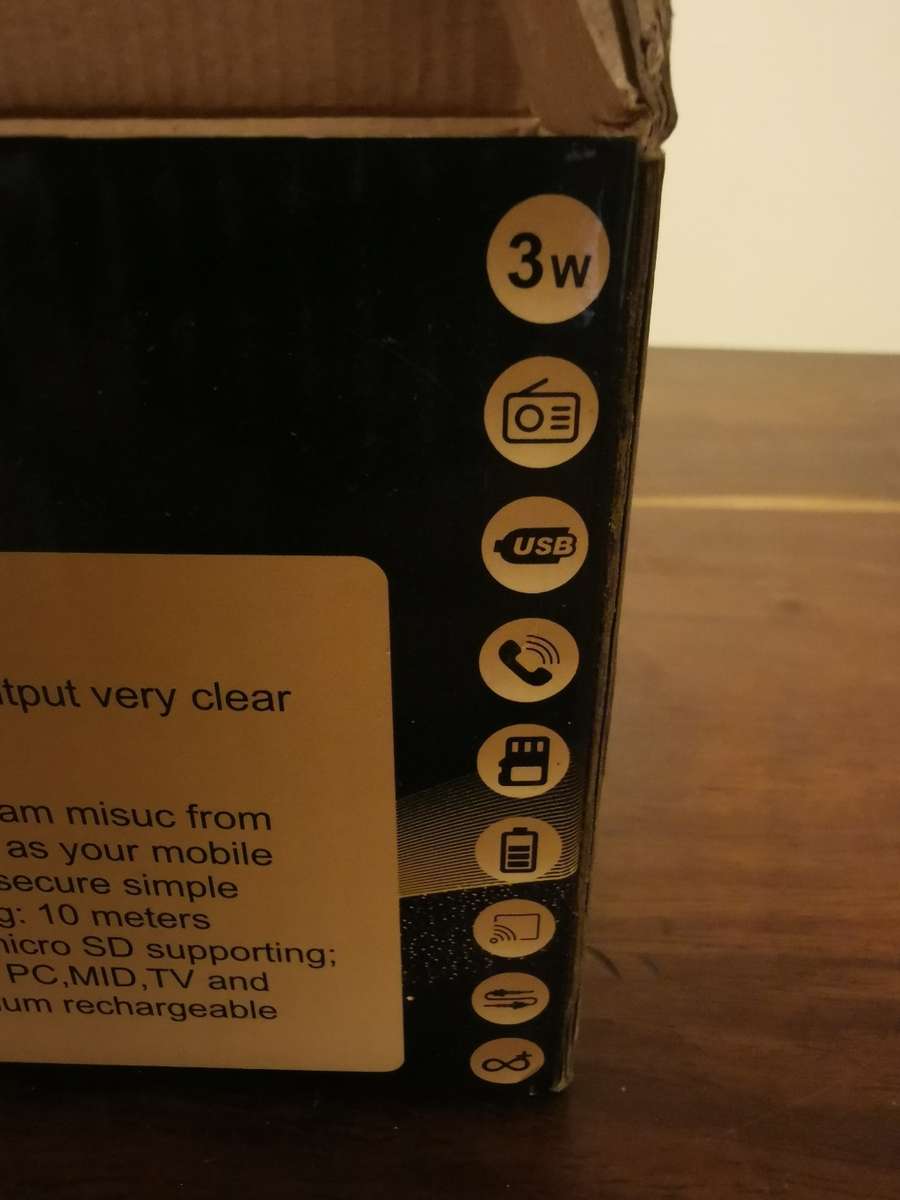 3W
USB
tput very clear
am misuc from
as your mobile
secure simple
g: 10 meters
micro SD supporting;
PC,MID,TV and
um rechargeable